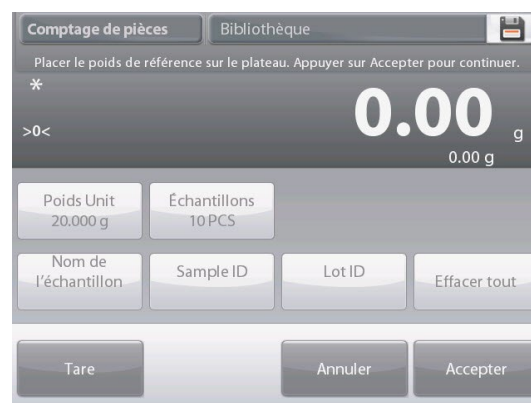 Comptage de pièces
Bibliothèque
Placer le poids de référence sur le plateau. Appuyer sur Accepter pour continuer.
*
>0<
0.00 g
0.00 g
Poids Unit
20.000 g
Échantillons
10 PCS
Nom de
l'échantillon
Sample ID
Lot ID
Effacer tout
Tare
Annuler
Accepter